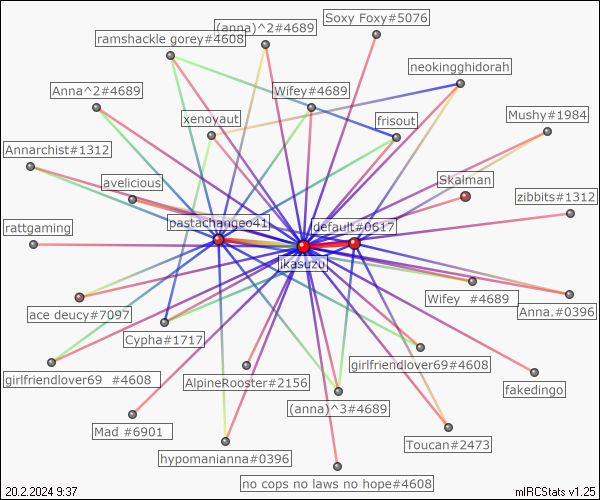 Soxy Foxy#5076
(anna)^2#4689
ramshackle gorey#4608
neokingghidorah
Anna^2#4689
Wifey#4689
xenoyaut
frisout
Mushy#1984
Annarchist#1312
avelicious
Skalman
zibbits#1312
pastachangeo41
default#0617
rattgaming
jkasuzu
Wifey  #4689
Anna.#0396
ace deucy#7097
Cypha#1717
girlfriendlover69  #4608
girlfriendlover69#4608
AlpineRooster#2156
fakedingo
(anna)^3#4689
Mad #6901
Toucan#2473
hypomanianna#0396
no cops no laws no hope#4608
20.2.2024 9:37
mIRCStats v1.25